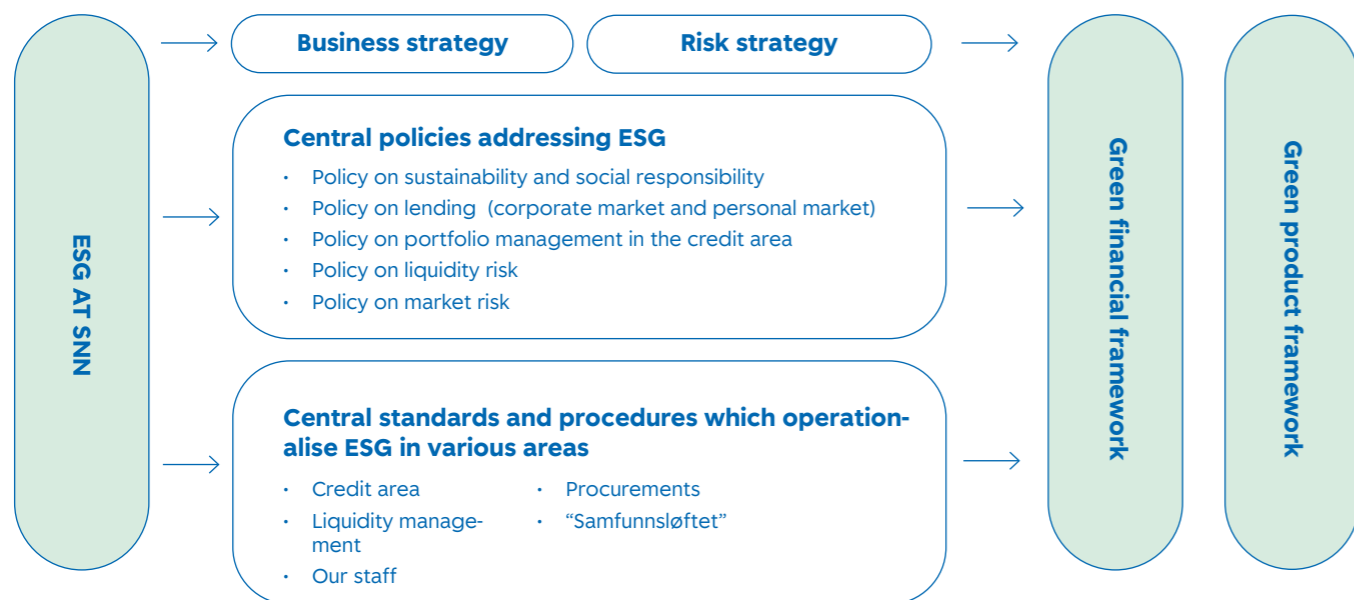 ESG AT SNN
Business strategy
Risk strategy
Central policies addressing ESG
• Policy on sustainability and social responsibility
• Policy on lending (corporate market and personal market)
• Policy on portfolio management in the credit area
• Policy on liquidity risk
• Policy on market risk
Central standards and procedures which operation-
alise ESG in various areas
• Credit area
• Liquidity manage-
ment
• Our staff
• Procurements
• “Samfunnsløftet”
Green financial framework
Green product framework